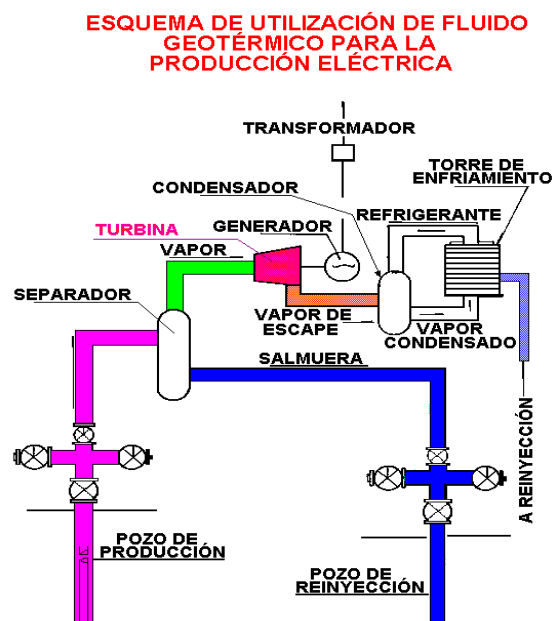 ESQUEMA DE UTILIZACIÓN DE FLUIDO
GEOTÉRMICO PARA LA
PRODUCCIÓN ELÉCTRICA
TRANSFORMADOR
TORRE DE
ENFRIAMIENTO
CONDENSADOR
REFRIGERANTE
TURBINA
GENERADOR
VAPOR
SEPARADOR
VAPOR DE
ESCAPE
VAPOR
CONDENSADO
SALMUERA
A REINYECCIÓN
POZO DE
PRODUCCIÓN
POZO DE
REINYECCIÓN